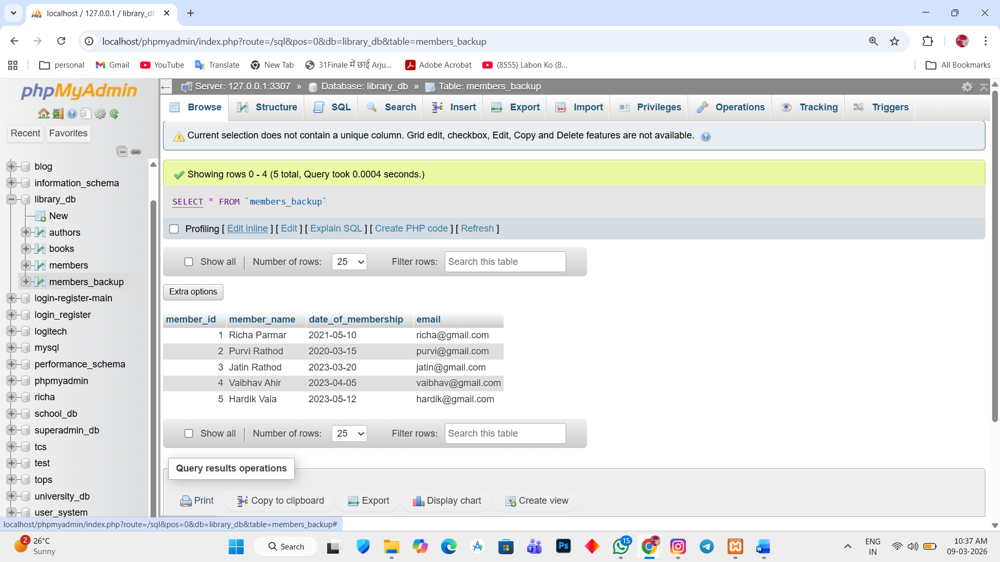 localhost / 127.0.0.1 / library_db
localhost/phpmyadmin/index.php?route=/sql&pos=0&db=library_db&table=members_backup
personal Gmail YouTube Translate New Tab 31Finale में छाई Arju... Adobe Acrobat (8555) Labon Ko (8... All Bookmarks
phpMyAdmin
Recent Favorites
blog
information_schema
library_db
New
authors
books
members
members_backup
login-register-main
login_register
logitech
mysql
performance_schema
phpmyadmin
richa
school_db
superadmin_db
tcs
test
tops
university_db
user_system
Server: 127.0.0.1:3307 » Database: library_db » Table: members_backup
Browse Structure SQL Search Insert Export Import Privileges Operations Tracking Triggers
Current selection does not contain a unique column. Grid edit, checkbox, Edit, Copy and Delete features are not available.
Showing rows 0 - 4 (5 total, Query took 0.0004 seconds.)
SELECT * FROM `members_backup`
Profiling [ Edit inline ] [ Edit ] [ Explain SQL ] [ Create PHP code ] [ Refresh ]
Show all | Number of rows: 25 Filter rows: Search this table
Extra options
member_id member_name date_of_membership email
1 Richa Parmar 2021-05-10 richa@gmail.com
2 Purvi Rathod 2020-03-15 purvi@gmail.com
3 Jatin Rathod 2023-03-20 jatin@gmail.com
4 Vaibhav Ahir 2023-04-05 vaibhav@gmail.com
5 Hardik Vala 2023-05-12 hardik@gmail.com
Show all | Number of rows: 25 Filter rows: Search this table
Query results operations
Print Copy to clipboard Export Display chart Create view
localhost/phpmyadmin/index.php?route=/sql&pos=0&db=library_db&table=members_backup#
2 26°C
Sunny
Search
Ps
15
ENG
IN
10:37 AM
09-03-2026